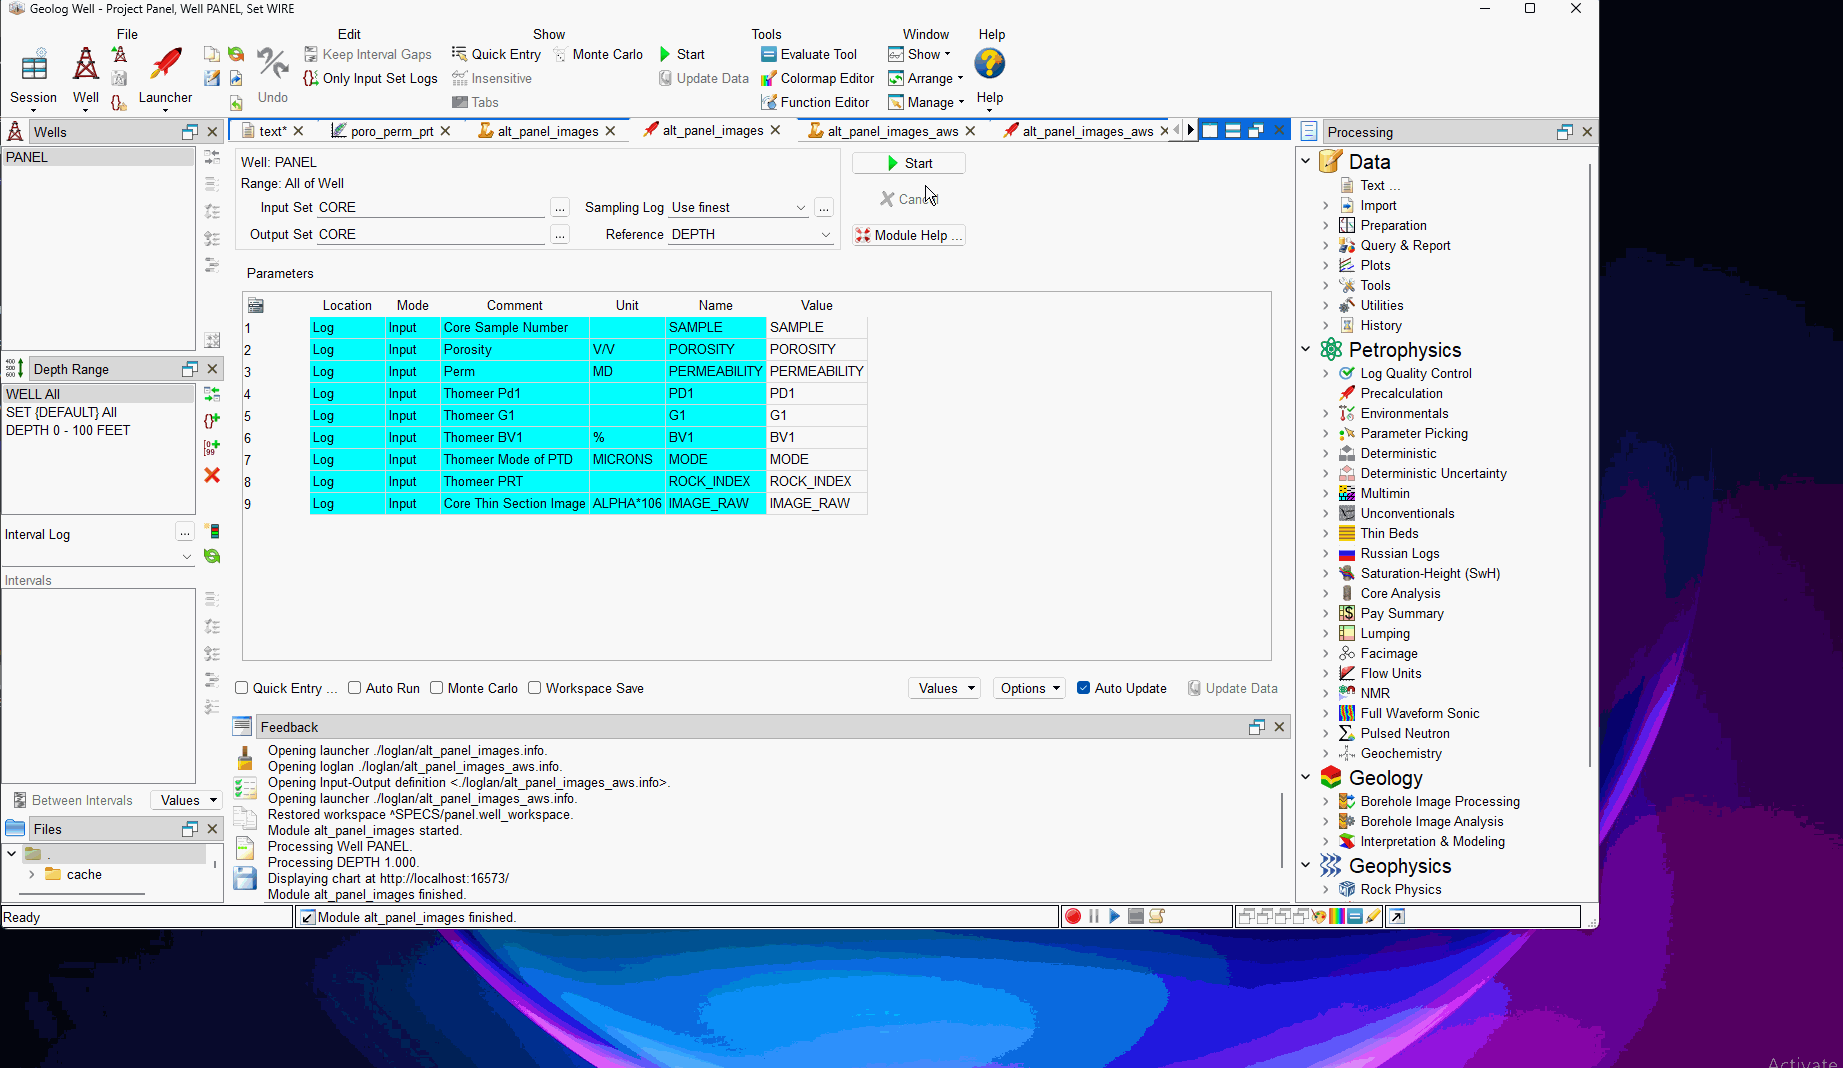 Geolog Well - Project Panel, Well PANEL, Set WIRE
File Edit Show Tools Window Help
Session Well Launcher Undo
Keep Interval Gaps
Only Input Set Logs
Quick Entry
Insensitive
Tabs
Monte Carlo
Start
Update Data
Evaluate Tool
Colormap Editor
Function Editor
Show
Arrange
Manage
Help
Wells
PANEL
Depth Range
WELL All
SET {DEFAULT} All
DEPTH 0 - 100 FEET
Interval Log
...
Intervals
Between Intervals Values
Files
.
cache
text* poro_perm_prt alt_panel_images alt_panel_images alt_panel_images_aws alt_panel_images_aws
Well: PANEL
Range: All of Well
Input Set CORE ... Sampling Log Use finest ...
Output Set CORE ... Reference DEPTH
Start
Cancel
Module Help ...
Parameters
Location Mode Comment Unit Name Value
1 Log Input Core Sample Number SAMPLE SAMPLE
2 Log Input Porosity V/V POROSITY POROSITY
3 Log Input Perm MD PERMEABILITY PERMEABILITY
4 Log Input Thomeer Pd1 PD1 PD1
5 Log Input Thomeer G1 G1 G1
6 Log Input Thomeer BV1 % BV1 BV1
7 Log Input Thomeer Mode of PTD MICRONS MODE MODE
8 Log Input Thomeer PRT ROCK_INDEX ROCK_INDEX
9 Log Input Core Thin Section Image ALPHA*106 IMAGE_RAW IMAGE_RAW
Quick Entry ... Auto Run Monte Carlo Workspace Save Values Options Auto Update Update Data
Feedback
Opening launcher ./loglan/alt_panel_images.info.
Opening loglan ./loglan/alt_panel_images_aws.info.
Opening Input-Output definition <./loglan/alt_panel_images_aws.info>.
Opening launcher ./loglan/alt_panel_images_aws.info.
Restored workspace ^SPECS/panel.well_workspace.
Module alt_panel_images started.
Processing Well PANEL.
Processing DEPTH 1.000.
Displaying chart at http://localhost:16573/
Module alt_panel_images finished.
Processing
Data
Text ...
Import
Preparation
Query & Report
Plots
Tools
Utilities
History
Petrophysics
Log Quality Control
Precalculation
Environmentals
Parameter Picking
Deterministic
Deterministic Uncertainty
Multimin
Unconventionals
Thin Beds
Russian Logs
Saturation-Height (SwH)
Core Analysis
Pay Summary
Lumping
Facimage
Flow Units
NMR
Full Waveform Sonic
Pulsed Neutron
Geochemistry
Geology
Borehole Image Processing
Borehole Image Analysis
Interpretation & Modeling
Geophysics
Rock Physics
Ready
Module alt_panel_images finished.
Activate